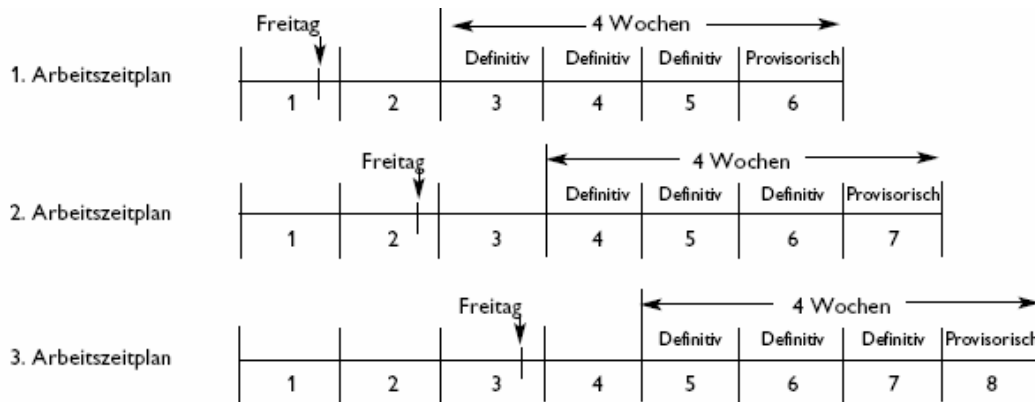 Freitag
4 Wochen
1. Arbeitszeitplan
Definitiv Definitiv Definitiv Provisorisch
1 2 3 4 5 6
Freitag
4 Wochen
2. Arbeitszeitplan
Definitiv Definitiv Definitiv Provisorisch
1 2 3 4 5 6 7
Freitag
4 Wochen
3. Arbeitszeitplan
Definitiv Definitiv Definitiv Provisorisch
1 2 3 4 5 6 7 8